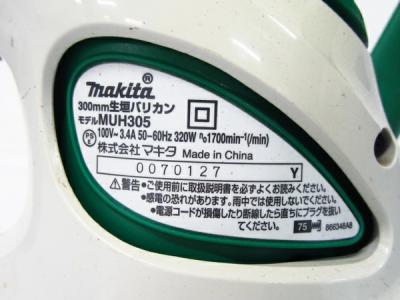 makita®
300mm生垣バリカン
モデルMUH305
PSE
100V⎓3.4A 50-60Hz 320W n₀1700min⁻¹(/min)
株式会社マキタ Made in China
0070127 Y
⚠警告●ご使用前に取扱説明書を必ずよくお読みください。
●感電の恐れがあります。雨中では使用しないでください。
●電源コードが損傷したり断線したら直ちにプラグを抜い
てください。 75 866348A8